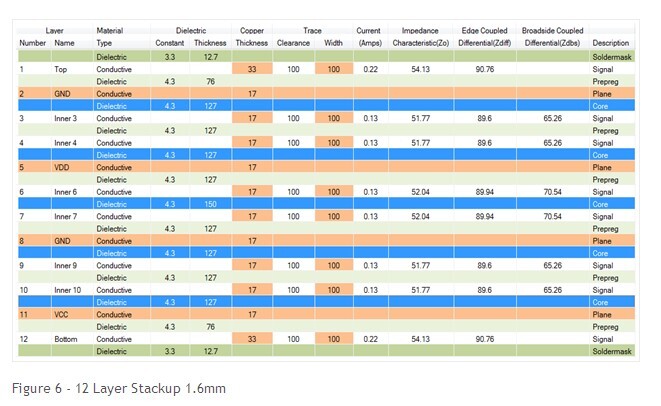 Layer Material Dielectric Copper Trace Current Impedance Edge Coupled Broadside Coupled
Number Name Type Constant Thickness Thickness Clearance Width (Amps) Characteristic(Zo) Differential(Zdiff) Differential(Zdbs) Description
Dielectric 3.3 12.7 Soldermask
1 Top Conductive 33 100 100 0.22 54.13 90.76 Signal
Dielectric 4.3 76 Prepreg
2 GND Conductive 17 Plane
Dielectric 4.3 127 Core
3 Inner 3 Conductive 17 100 100 0.13 51.77 89.6 65.26 Signal
Dielectric 4.3 127 Prepreg
4 Inner 4 Conductive 17 100 100 0.13 51.77 89.6 65.26 Signal
Dielectric 4.3 127 Core
5 VDD Conductive 17 Plane
Dielectric 4.3 127 Prepreg
6 Inner 6 Conductive 17 100 100 0.13 52.04 89.94 70.54 Signal
Dielectric 4.3 150 Core
7 Inner 7 Conductive 17 100 100 0.13 52.04 89.94 70.54 Signal
Dielectric 4.3 127 Prepreg
8 GND Conductive 17 Plane
Dielectric 4.3 127 Core
9 Inner 9 Conductive 17 100 100 0.13 51.77 89.6 65.26 Signal
Dielectric 4.3 127 Prepreg
10 Inner 10 Conductive 17 100 100 0.13 51.77 89.6 65.26 Signal
Dielectric 4.3 127 Core
11 VCC Conductive 17 Plane
Dielectric 4.3 76 Prepreg
12 Bottom Conductive 33 100 100 0.22 54.13 90.76 Signal
Dielectric 3.3 12.7 Soldermask
Figure 6 - 12 Layer Stackup 1.6mm